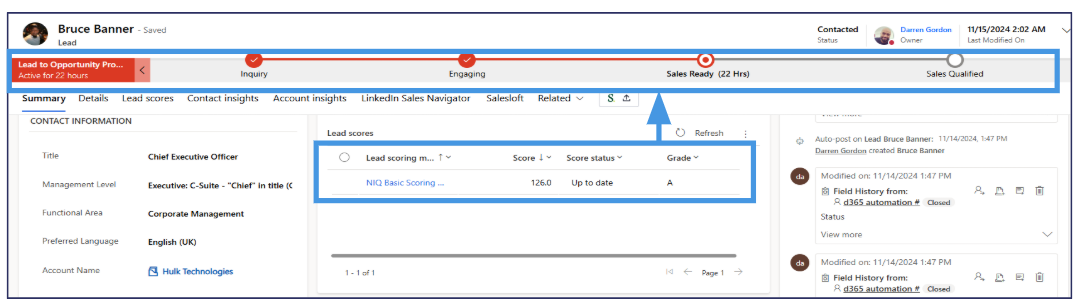 Bruce Banner - Saved
Lead
Contacted
Status
Darren Gordon
Owner
11/15/2024 2:02 AM
Last Modified On
Lead to Opportunity Pro...
Active for 22 hours
Inquiry
Engaging
Sales Ready (22 Hrs)
Sales Qualified
Summary Details Lead scores Contact insights Account insights LinkedIn Sales Navigator Salesloft Related
CONTACT INFORMATION
Title Chief Executive Officer
Management Level Executive: C-Suite - "Chief" in title (C
Functional Area Corporate Management
Preferred Language English (UK)
Account Name Hulk Technologies
Lead scores
Refresh
Lead scoring m... Score Score status Grade
NIQ Basic Scoring ... 126.0 Up to date A
1 - 1 of 1
Page 1
Auto-post on Lead Bruce Banner: 11/14/2024, 1:47 PM
Darren Gordon created Bruce Banner
da
Modified on: 11/14/2024 1:47 PM
Field History from:
d365 automation # Closed
Status
View more
da
Modified on: 11/14/2024 1:47 PM
Field History from:
d365 automation # Closed